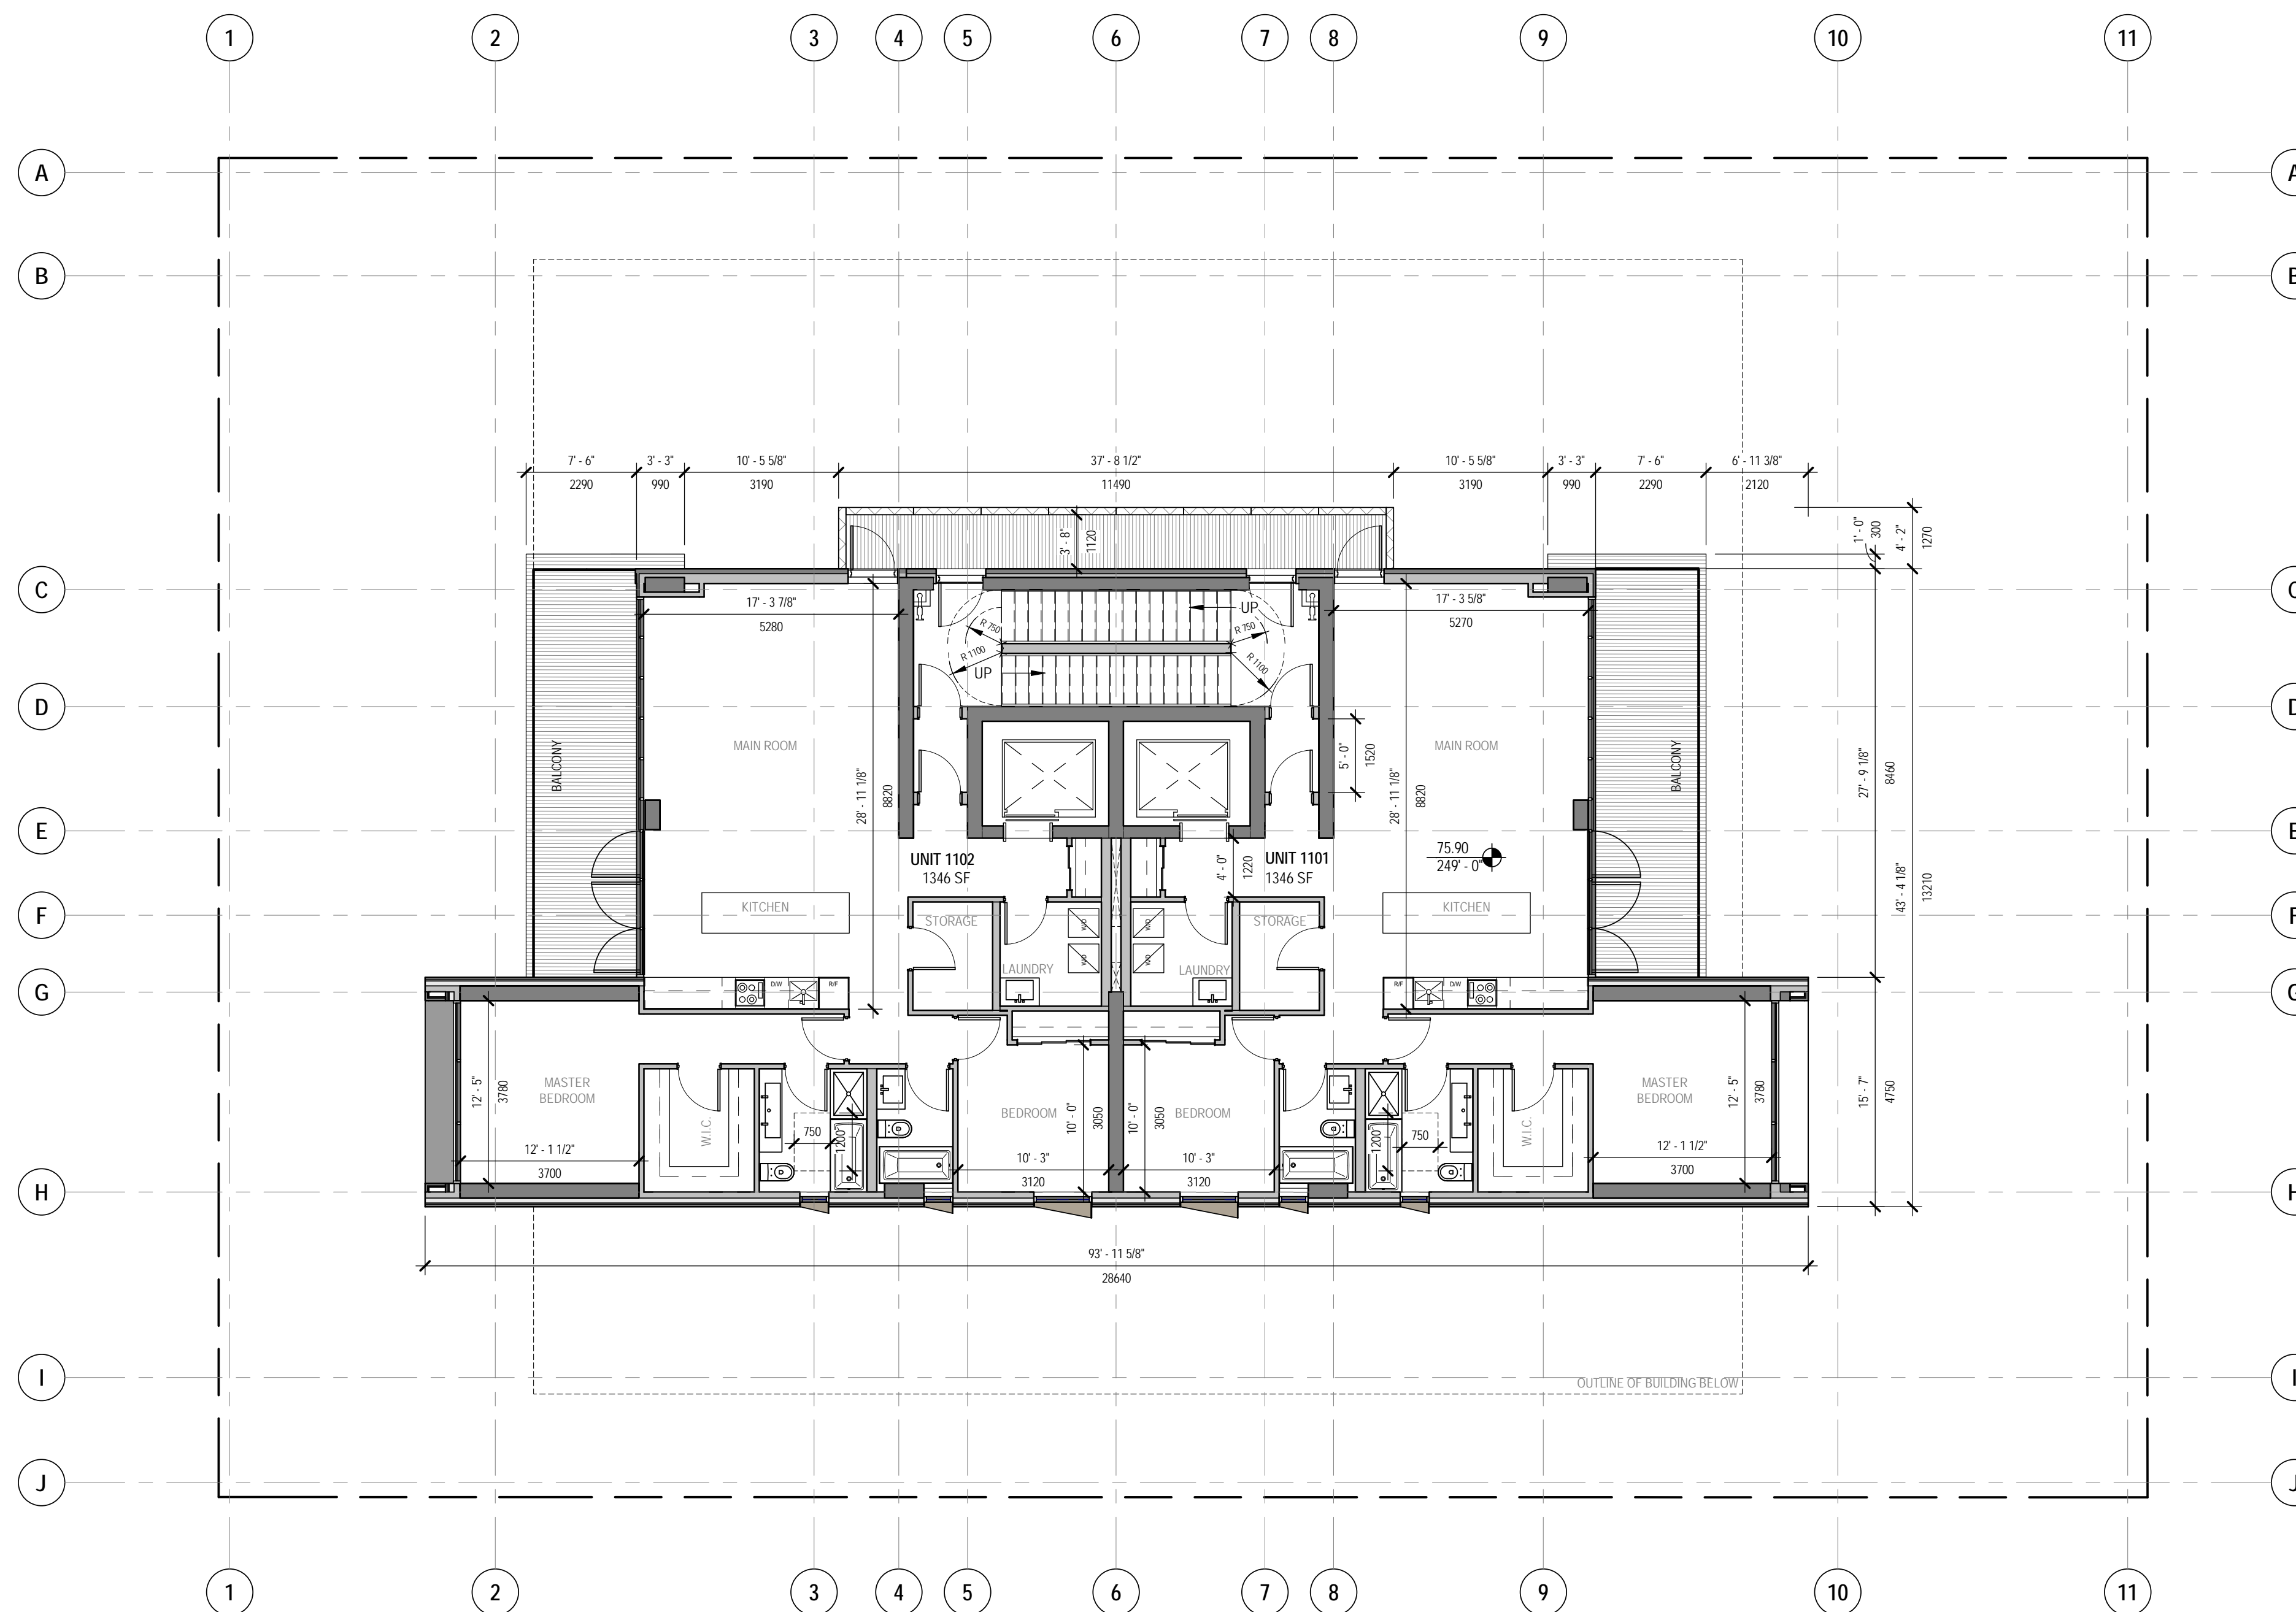 1 2 3 4 5 6 7 8 9 10 11
A
A
B
B
7' - 6" 3' - 3" 10' - 5 5/8" 37' - 8 1/2" 10' - 5 5/8" 3' - 3" 7' - 6" 6' - 11 3/8"
2290 990 3190 11490 3190 990 2290 2120
3' - 8"
1120
1' - 0"
300
4' - 2"
1270
C
C
17' - 3 7/8"
5280
UP
R 750
R 1100
UP
R 750
R 1100
17' - 3 5/8"
5270
D
D
BALCONY
MAIN ROOM
28' - 11 1/8"
8820
5' - 0"
1520
28' - 11 1/8"
8820
MAIN ROOM
BALCONY
27' - 9 1/8"
8460
E
E
UNIT 1102
1346 SF
4' - 0"
1220
UNIT 1101
1346 SF
75.90
249' - 0"
43' - 4 1/8"
13210
F
F
KITCHEN
STORAGE
W/D
W/D
W/D
W/D
STORAGE
KITCHEN
LAUNDRY
LAUNDRY
G
G
D/W
R/F
R/F
D/W
12' - 5"
3780
MASTER
BEDROOM
W.I.C.
750
1200
BEDROOM
10' - 0"
3050
10' - 0"
3050
BEDROOM
1200
750
W.I.C.
MASTER
BEDROOM
12' - 5"
3780
15' - 7"
4750
12' - 1 1/2"
3700
10' - 3"
3120
10' - 3"
3120
12' - 1 1/2"
3700
H
H
93' - 11 5/8"
28640
I
I
OUTLINE OF BUILDING BELOW
J
J
1 2 3 4 5 6 7 8 9 10 11